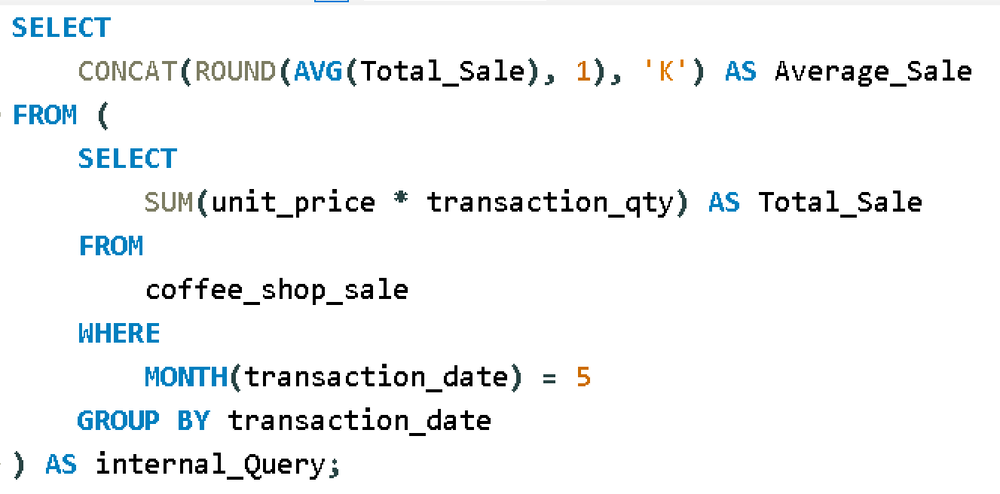 SELECT
CONCAT(ROUND(AVG(Total_Sale), 1), 'K') AS Average_Sale
FROM (
SELECT
SUM(unit_price * transaction_qty) AS Total_Sale
FROM
coffee_shop_sale
WHERE
MONTH(transaction_date) = 5
GROUP BY transaction_date
) AS internal_Query;